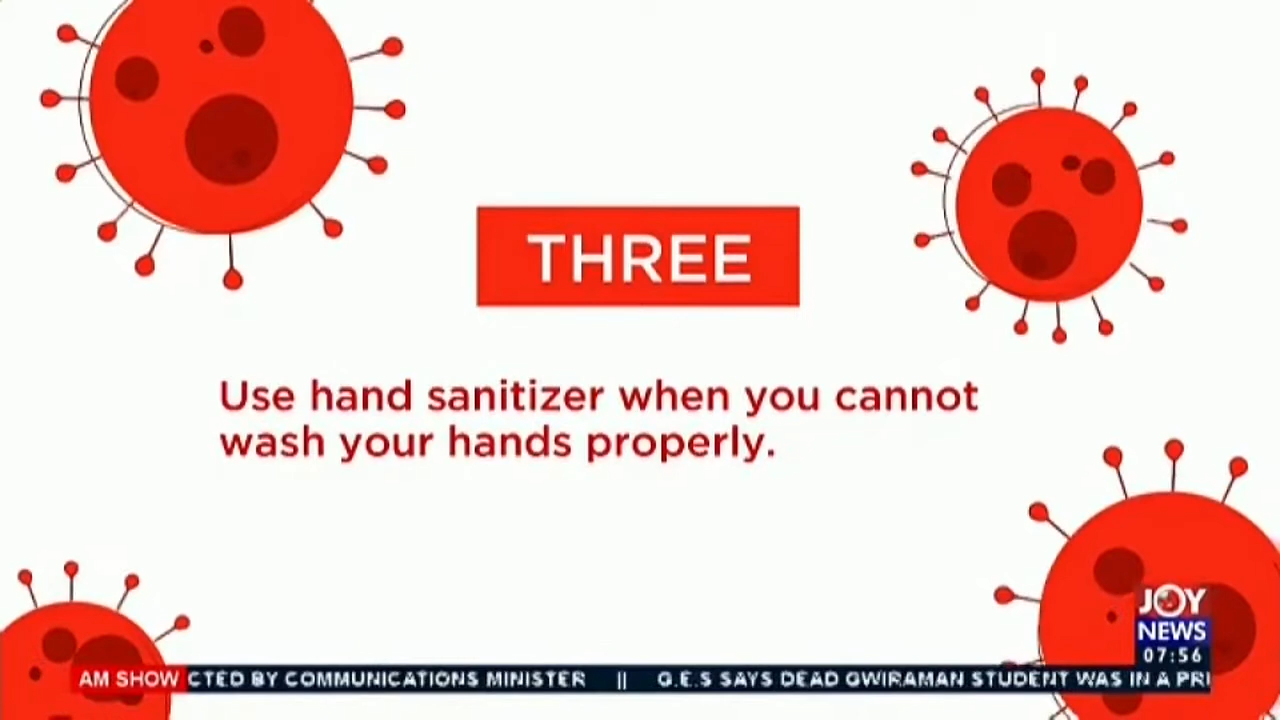 THREE
Use hand sanitizer when you cannot
wash your hands properly.
JOY
NEWS
07:56
AM SHOW CTED BY COMMUNICATIONS MINISTER || G.E.S SAYS DEAD GWIRAMAN STUDENT WAS IN A PRI